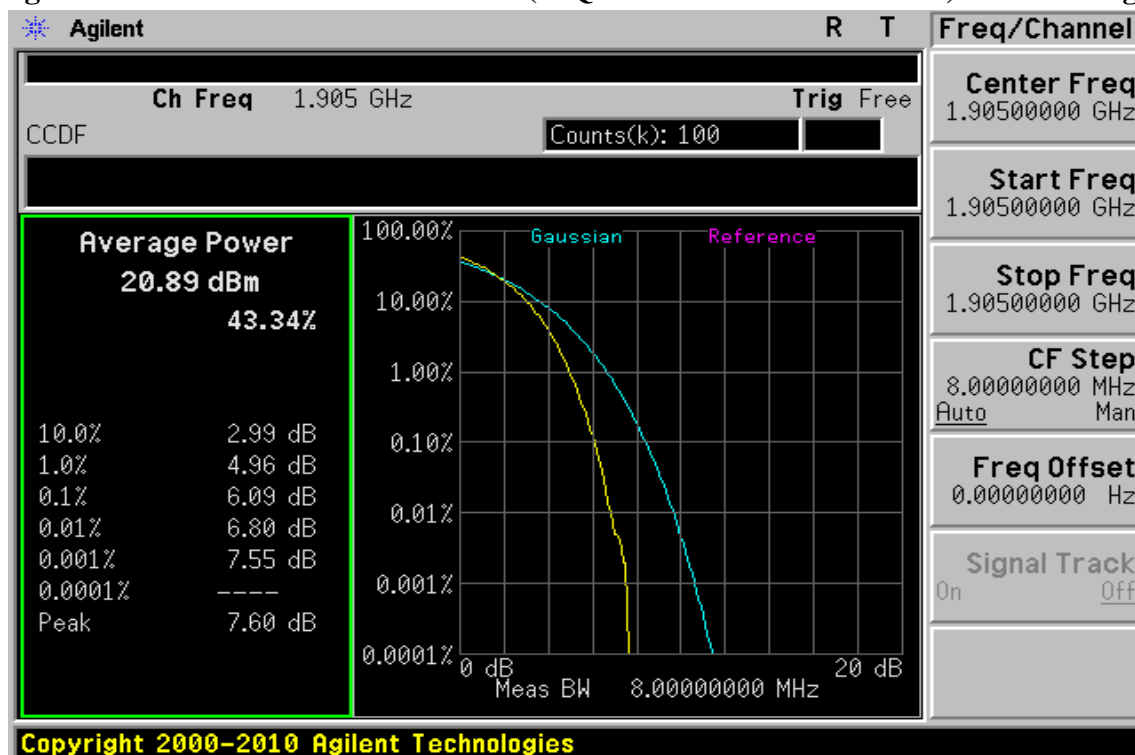 Agilent R T
Freq/Channel
Ch Freq 1.905 GHz Trig Free
CCDF Counts(k): 100
Average Power
20.89 dBm
43.34%
10.0% 2.99 dB
1.0% 4.96 dB
0.1% 6.09 dB
0.01% 6.80 dB
0.001% 7.55 dB
0.0001% ----
Peak 7.60 dB
Gaussian Reference
100.00%
10.00%
1.00%
0.10%
0.01%
0.001%
0.0001%
0 dB 20 dB
Meas BW 8.00000000 MHz
Center Freq
1.90500000 GHz
Start Freq
1.90500000 GHz
Stop Freq
1.90500000 GHz
CF Step
8.00000000 MHz
Auto Man
Freq Offset
0.00000000 Hz
Signal Track
On Off
Copyright 2000-2010 Agilent Technologies